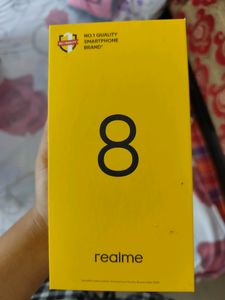 NO.1 QUALITY
SMARTPHONE
BRAND*
8
realme